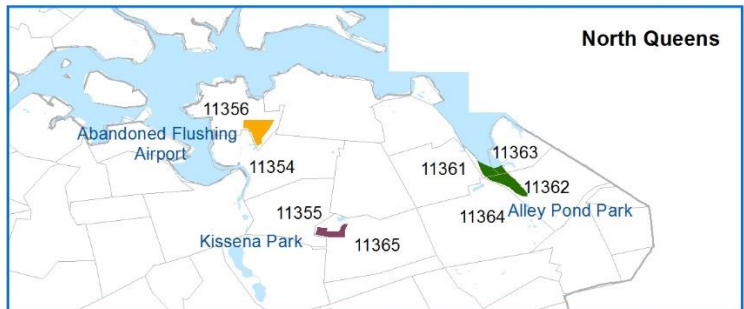 North Queens
11356
Abandoned Flushing
Airport
11354
11363
11361
11362
11355
11364
Alley Pond Park
Kissena Park
11365